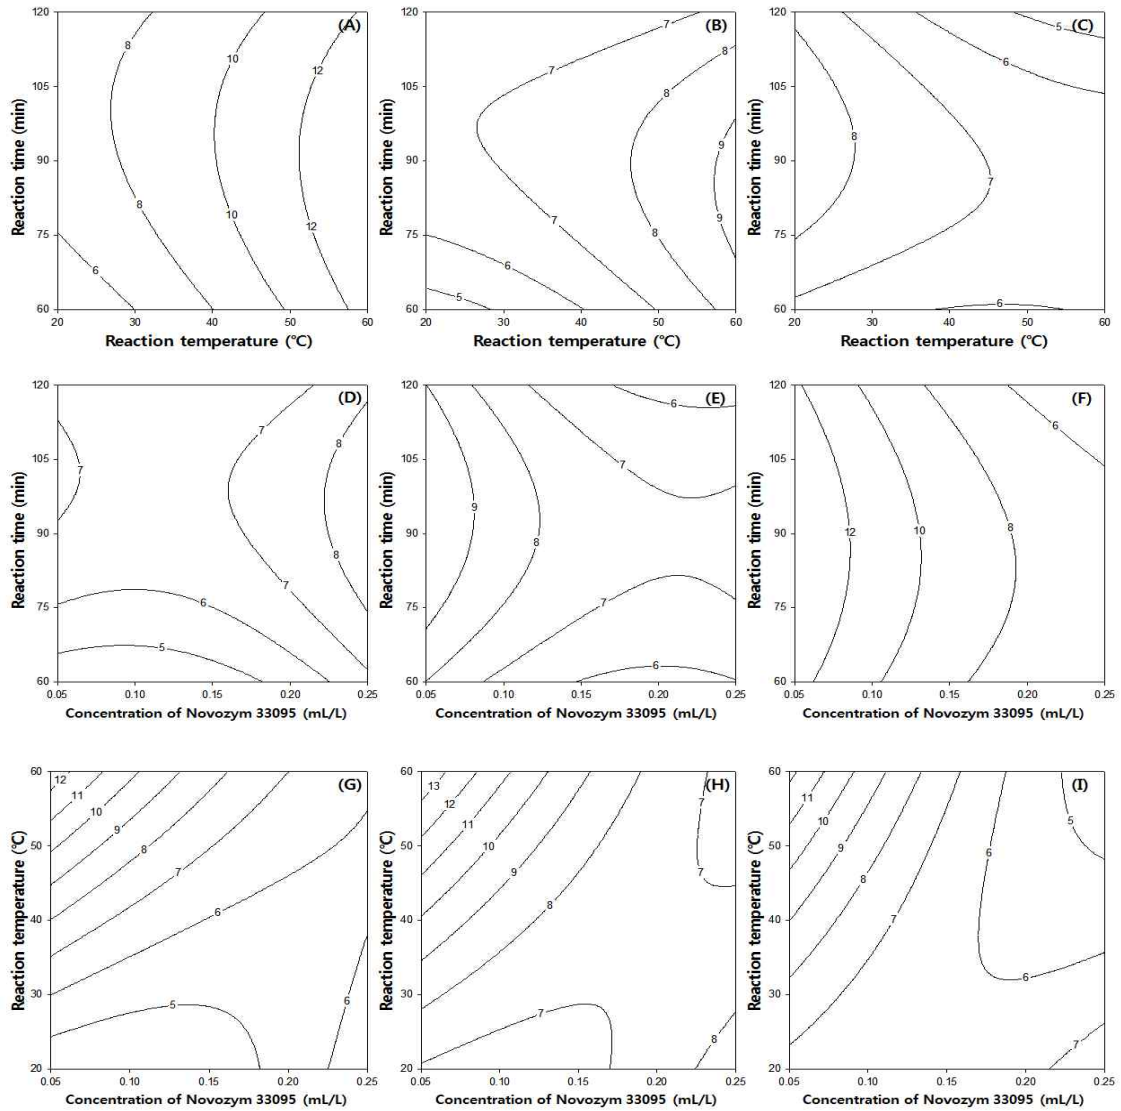 (A) (B) (C)
Reaction time (min) Reaction time (min) Reaction time (min)
120 105 90 75 60
8 10 12 8 10 12 6
120 105 90 75 60
7 8 9 7 9 8 6 5
120 105 90 75 60
5 6 8 7 6
20 30 40 50 60 20 30 40 50 60 20 30 40 50 60
Reaction temperature (℃) Reaction temperature (℃) Reaction temperature (℃)
(D) (E) (F)
Reaction time (min) Reaction time (min) Reaction time (min)
120 105 90 75 60
7 7 8 8 7 6 5
120 105 90 75 60
6 7 9 8 7 6
120 105 90 75 60
6 12 10 8
0.05 0.10 0.15 0.20 0.25 0.05 0.10 0.15 0.20 0.25 0.05 0.10 0.15 0.20 0.25
Concentration of Novozym 33095 (mL/L) Concentration of Novozym 33095 (mL/L) Concentration of Novozym 33095 (mL/L)
(G) (H) (I)
Reaction temperature (℃) Reaction temperature (℃) Reaction temperature (℃)
60 50 40 30 20
12 11 10 9 8 7 6 5 6
60 50 40 30 20
13 12 11 10 9 8 7 7 7 8
60 50 40 30 20
11 10 9 8 7 6 5 6 7
0.05 0.10 0.15 0.20 0.25 0.05 0.10 0.15 0.20 0.25 0.05 0.10 0.15 0.20 0.25
Concentration of Novozym 33095 (mL/L) Concentration of Novozym 33095 (mL/L) Concentration of Novozym 33095 (mL/L)